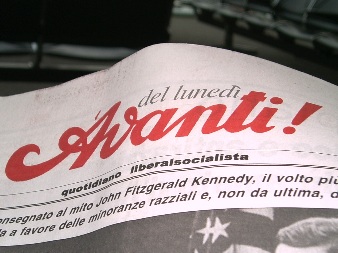 del lunedì
Avanti!
quotidiano liberalsocialista
onsegnato al mito John Fitzgerald Kennedy, il volto più
a a favore delle minoranze razziali e, non da ultima, d